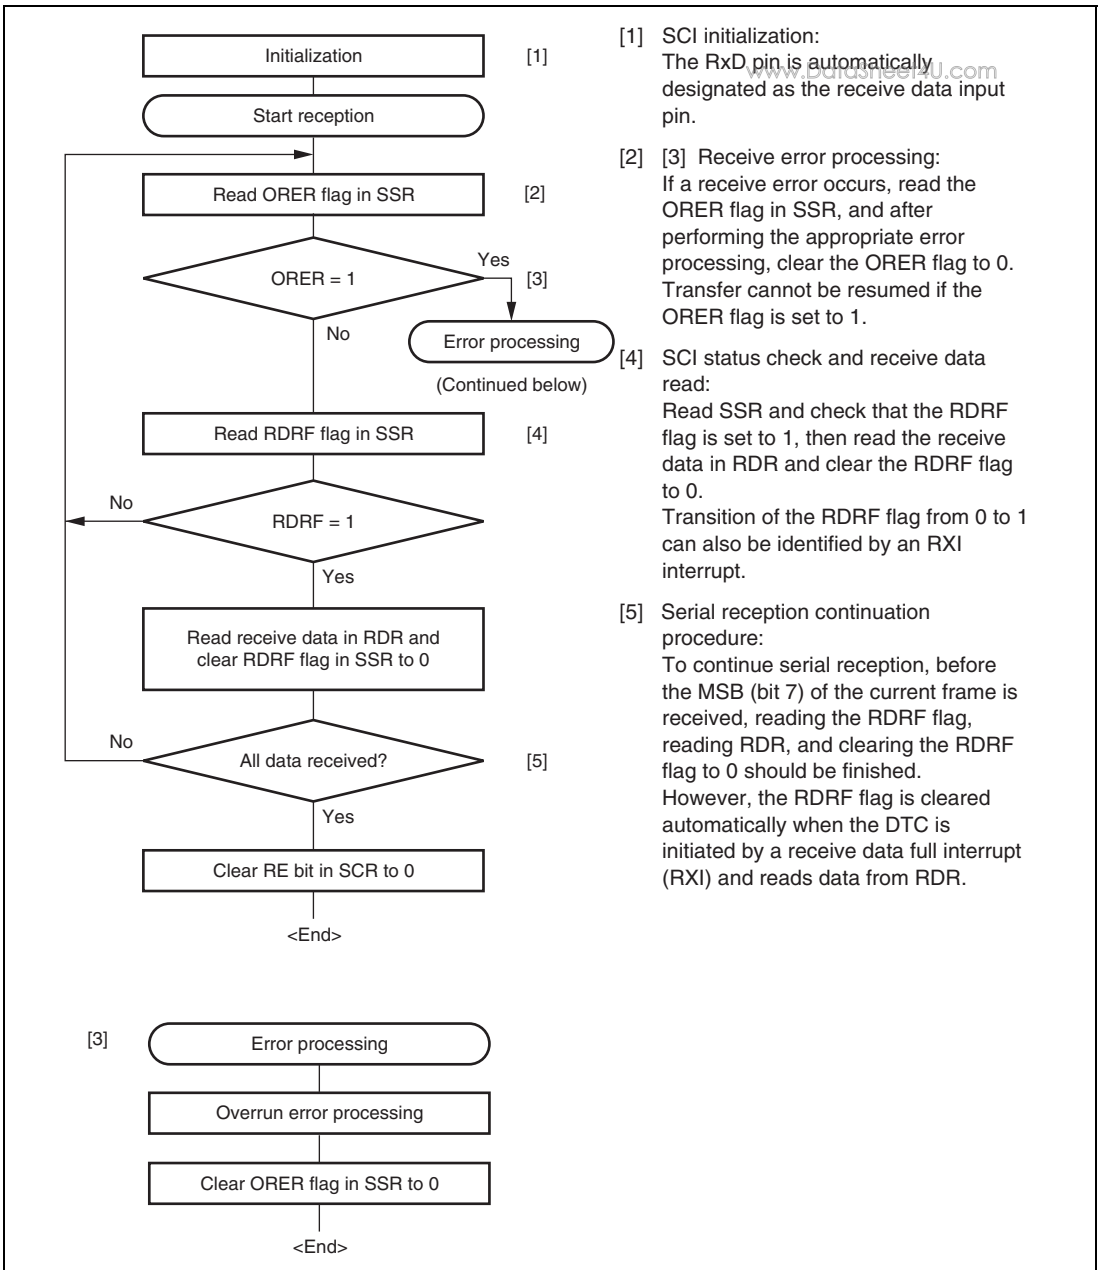 Initialization [1]
Start reception
Read ORER flag in SSR [2]
ORER = 1
Yes
[3]
No
Error processing
(Continued below)
Read RDRF flag in SSR [4]
No
RDRF = 1
Yes
Read receive data in RDR and
clear RDRF flag in SSR to 0
No
All data received? [5]
Yes
Clear RE bit in SCR to 0
<End>
[1] SCI initialization:
The RxD pin is automatically
www.DataSheet4U.com
designated as the receive data input
pin.
[2] [3] Receive error processing:
If a receive error occurs, read the
ORER flag in SSR, and after
performing the appropriate error
processing, clear the ORER flag to 0.
Transfer cannot be resumed if the
ORER flag is set to 1.
[4] SCI status check and receive data
read:
Read SSR and check that the RDRF
flag is set to 1, then read the receive
data in RDR and clear the RDRF flag
to 0.
Transition of the RDRF flag from 0 to 1
can also be identified by an RXI
interrupt.
[5] Serial reception continuation
procedure:
To continue serial reception, before
the MSB (bit 7) of the current frame is
received, reading the RDRF flag,
reading RDR, and clearing the RDRF
flag to 0 should be finished.
However, the RDRF flag is cleared
automatically when the DTC is
initiated by a receive data full interrupt
(RXI) and reads data from RDR.
[3] Error processing
Overrun error processing
Clear ORER flag in SSR to 0
<End>